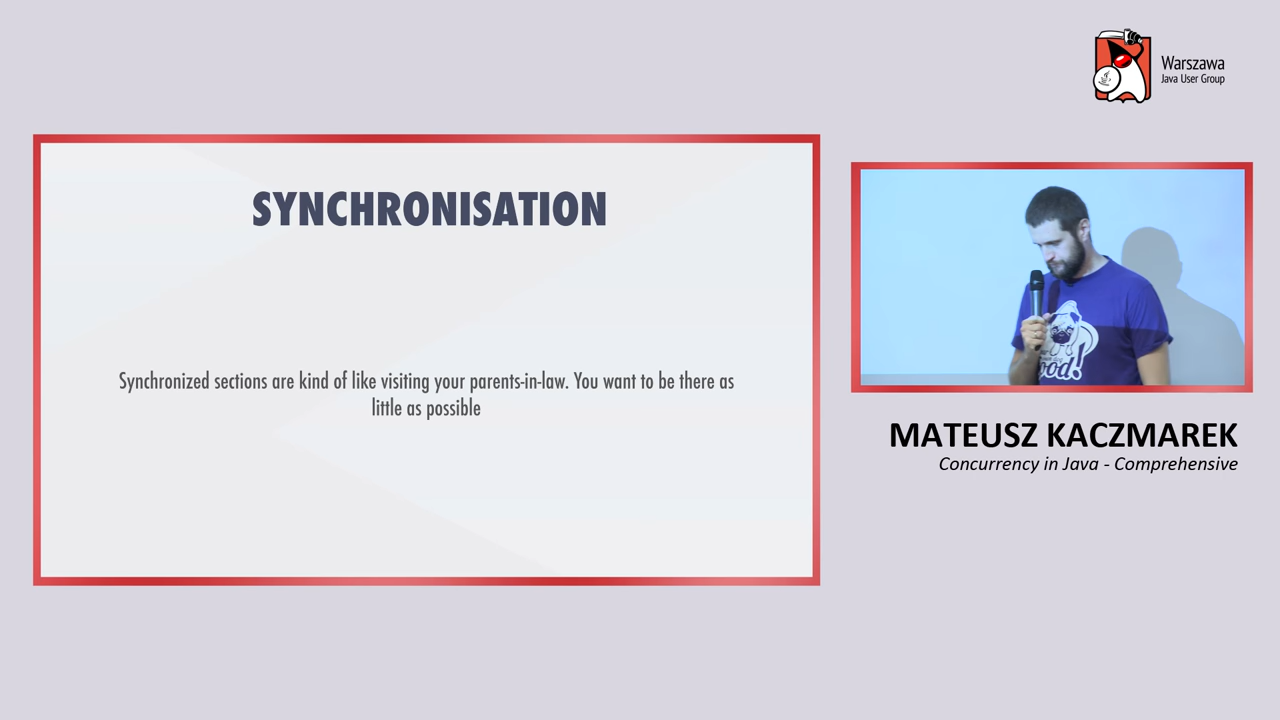 Warszawa
Java User Group
SYNCHRONISATION
Synchronized sections are kind of like visiting your parents-in-law. You want to be there as
little as possible
ood!
MATEUSZ KACZMAREK
Concurrency in Java - Comprehensive